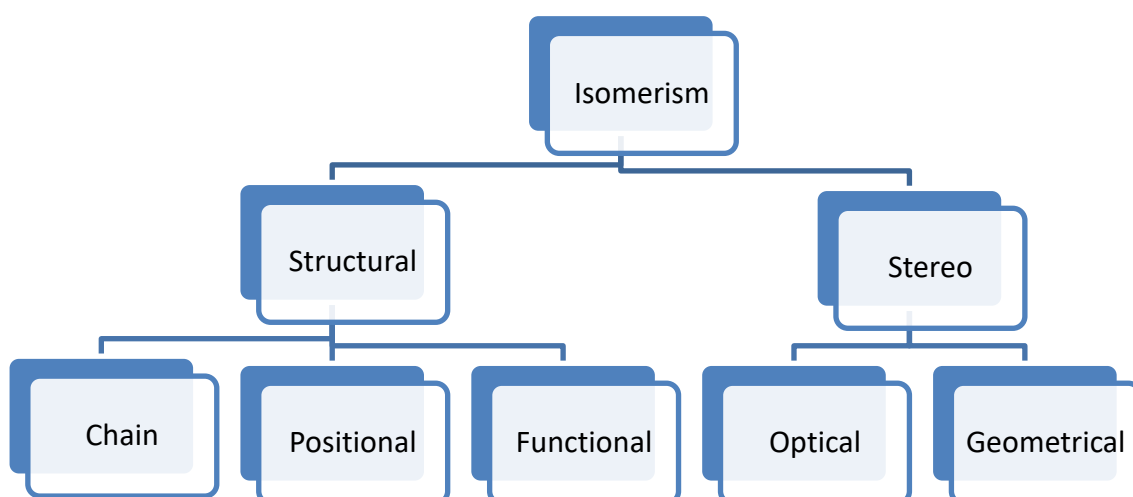 Isomerism
Structural
Stereo
Chain
Positional
Functional
Optical
Geometrical